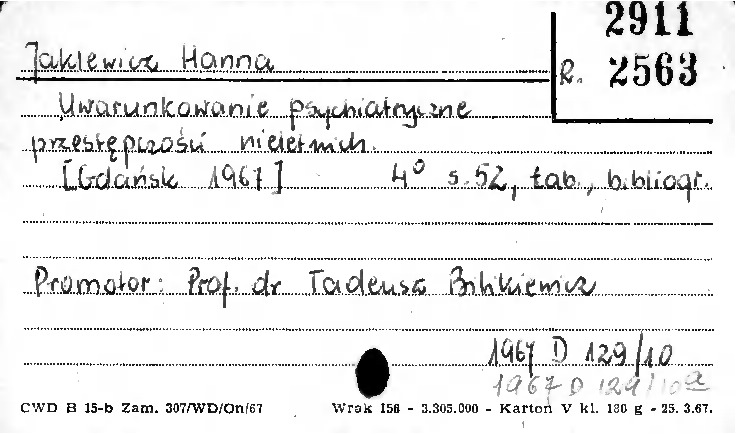 2911
R. 2563
Jaklewicz Hanna
Uwarunkowanie psychiatryczne
przestępczości nieletnich.
[Gdańsk 1967] 4° s. 52, tab., bibliogr.
Promotor: Prof. dr Tadeusz Bilikiewicz
1967 D 129/10
1967 D 129/10a
CWD B 15-b Zam. 307/WD/On/67 Wrak 156 - 3.305.000 - Karton V kl. 180 g - 25.3.67.